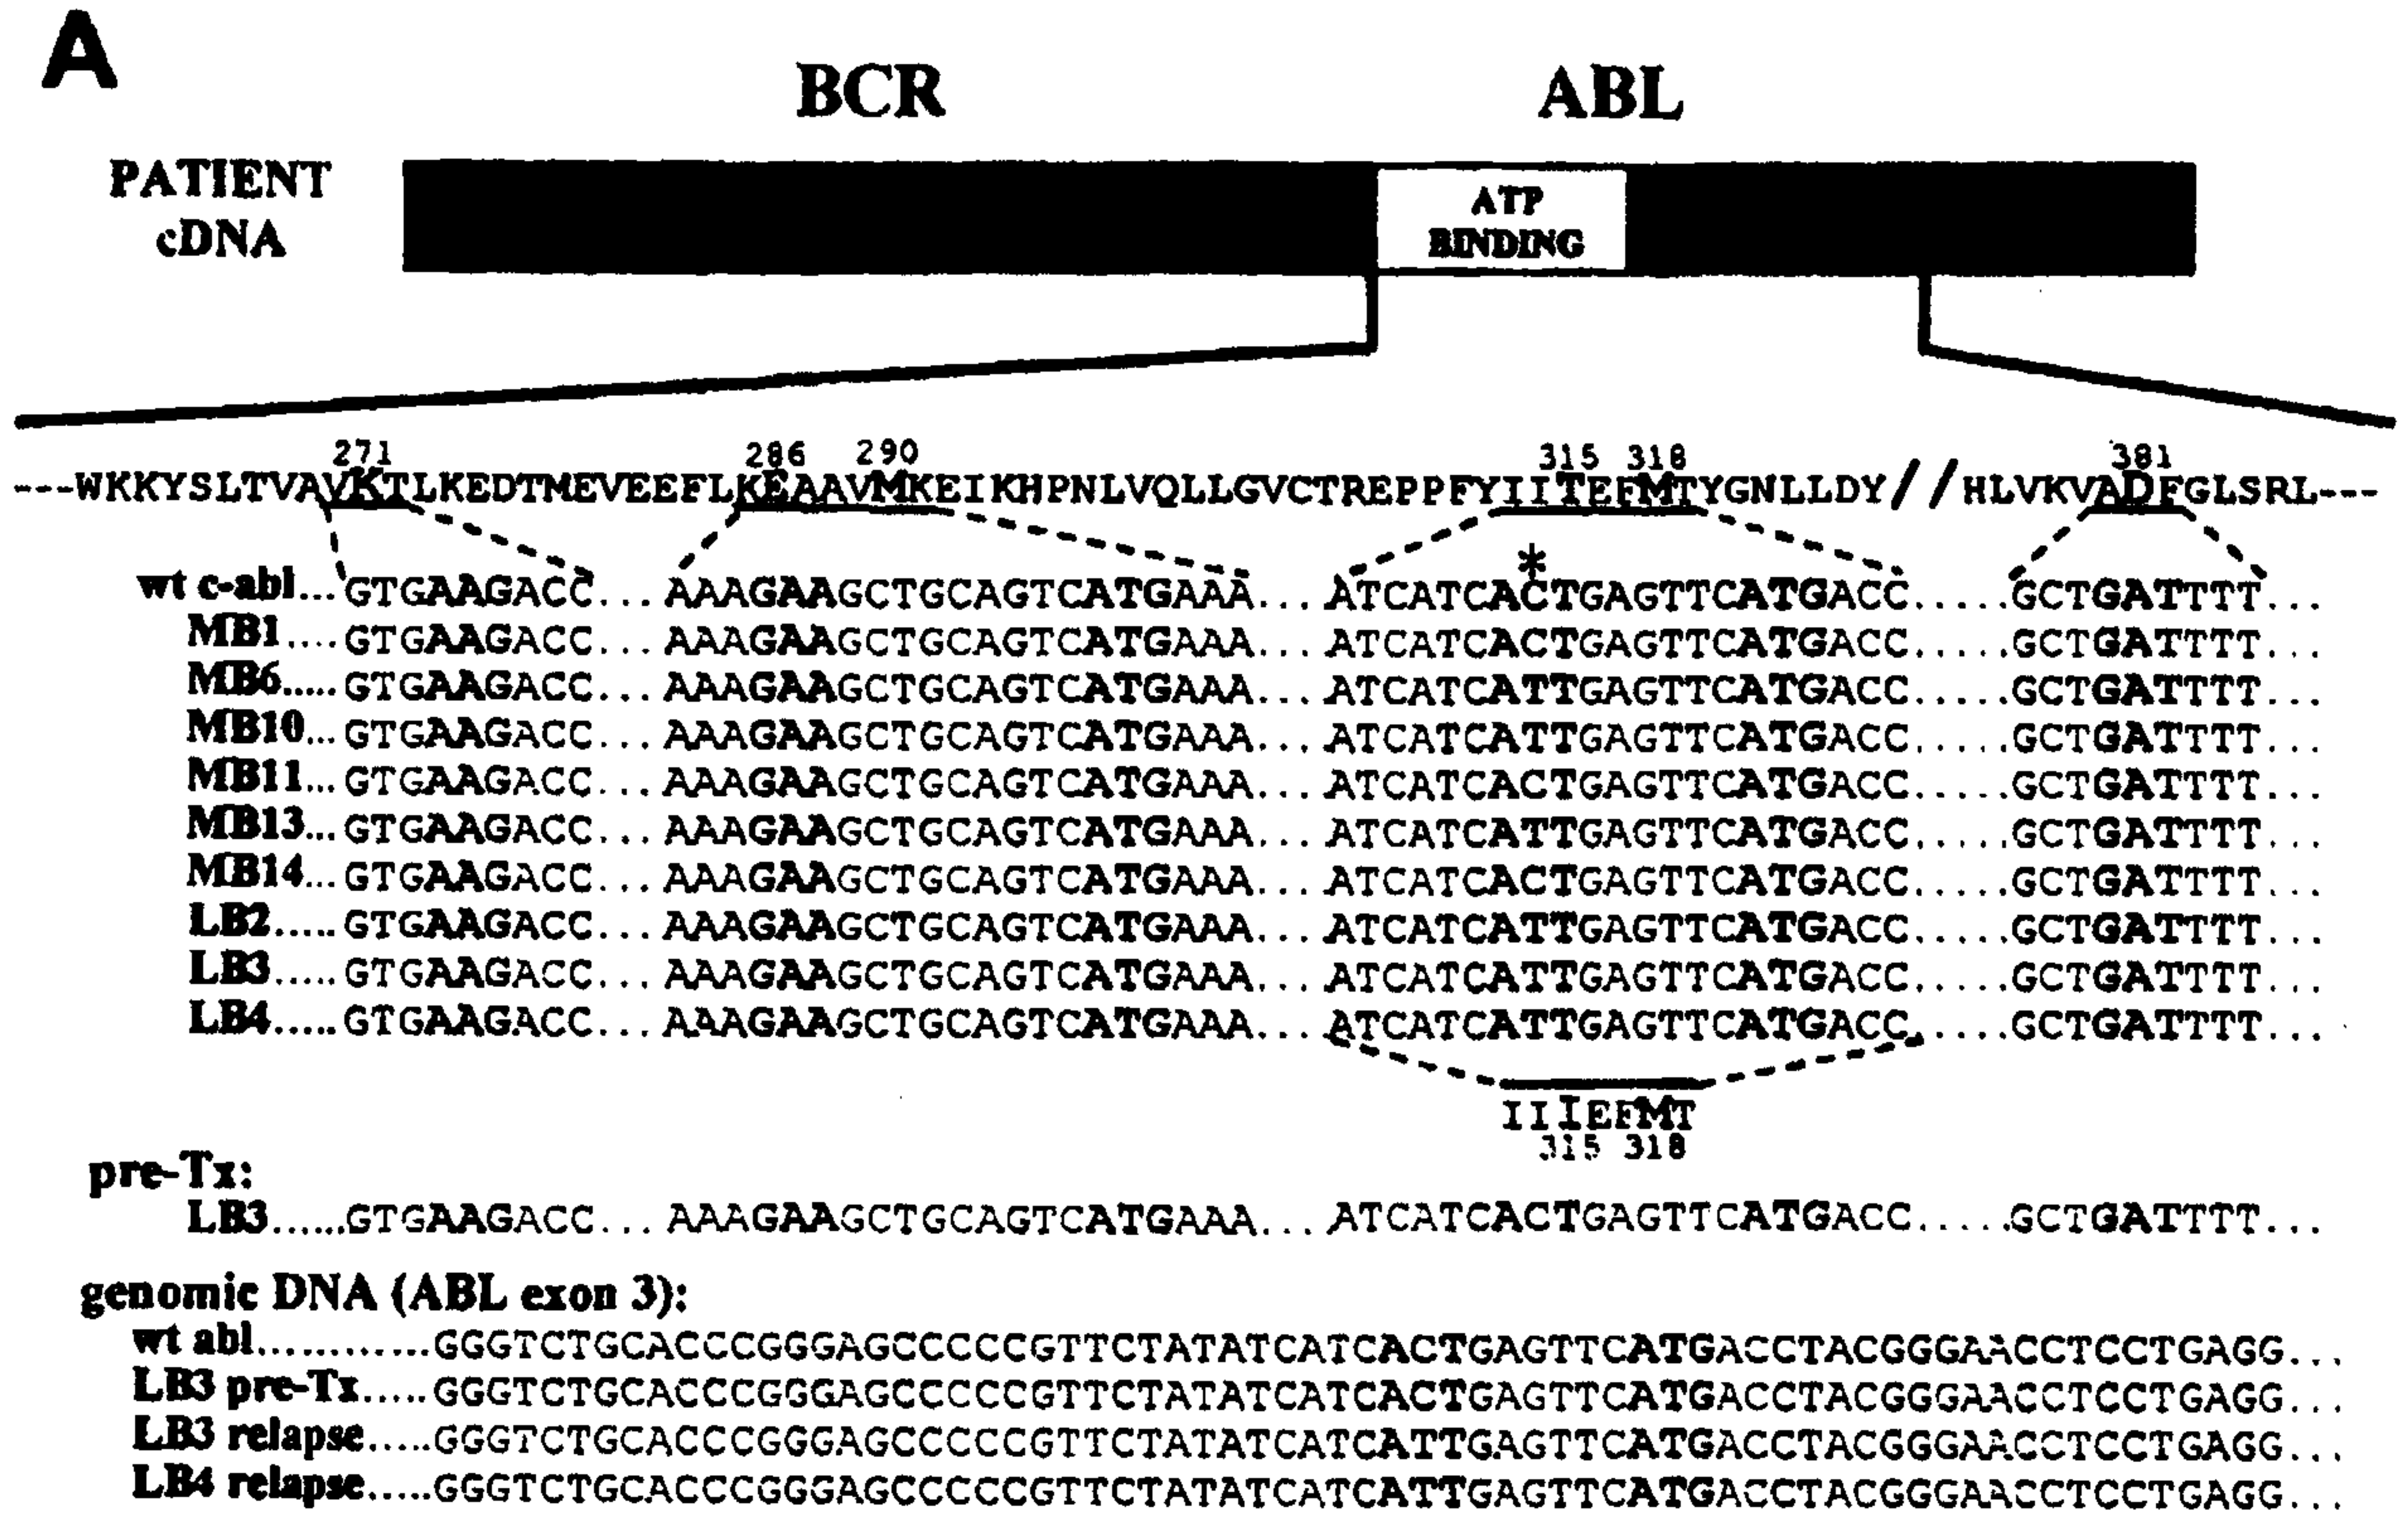 A
BCR ABL
PATIENT cDNA
ATP BINDING
271 286 290 315 318 381
---WKKYSLTVAVKTLKEDTMEVEEFLKEAAVMKEIKHPNLVQLLGVCTREPPFYIITEFMTYGNLLDY//HLVKVADFGLSRL---
*
wt c-abl...GTGAAGACC...AAAGAAGCTGCAGTCATGAAA...ATCATCACTGAGTTCATGACC.....GCTGATTTT...
MB1....GTGAAGACC...AAAGAAGCTGCAGTCATGAAA...ATCATCACTGAGTTCATGACC.....GCTGATTTT...
MB6.....GTGAAGACC...AAAGAAGCTGCAGTCATGAAA...ATCATCATTGAGTTCATGACC.....GCTGATTTT...
MB10...GTGAAGACC...AAAGAAGCTGCAGTCATGAAA...ATCATCATTGAGTTCATGACC.....GCTGATTTT...
MB11...GTGAAGACC...AAAGAAGCTGCAGTCATGAAA...ATCATCACTGAGTTCATGACC.....GCTGATTTT...
MB13...GTGAAGACC...AAAGAAGCTGCAGTCATGAAA...ATCATCATTGAGTTCATGACC.....GCTGATTTT...
MB14...GTGAAGACC...AAAGAAGCTGCAGTCATGAAA...ATCATCACTGAGTTCATGACC.....GCTGATTTT...
LB2.....GTGAAGACC...AAAGAAGCTGCAGTCATGAAA...ATCATCATTGAGTTCATGACC.....GCTGATTTT...
LB3.....GTGAAGACC...AAAGAAGCTGCAGTCATGAAA...ATCATCATTGAGTTCATGACC.....GCTGATTTT...
LB4.....GTGAAGACC...AAAGAAGCTGCAGTCATGAAA...ATCATCATTGAGTTCATGACC.....GCTGATTTT...
IIIEFMT
315 318
pre-Tx:
LB3......GTGAAGACC...AAAGAAGCTGCAGTCATGAAA...ATCATCACTGAGTTCATGACC.....GCTGATTTT...
genomic DNA (ABL exon 3):
wt abl.............GGGTCTGCACCCGGGAGCCCCCGTTCTATATCATCACTGAGTTCATGACCTACGGGAACCTCCTGAGG...
LB3 pre-Tx.....GGGTCTGCACCCGGGAGCCCCCGTTCTATATCATCACTGAGTTCATGACCTACGGGAACCTCCTGAGG...
LB3 relapse.....GGGTCTGCACCCGGGAGCCCCCGTTCTATATCATCATTGAGTTCATGACCTACGGGAACCTCCTGAGG...
LB4 relapse.....GGGTCTGCACCCGGGAGCCCCCGTTCTATATCATCATTGAGTTCATGACCTACGGGAACCTCCTGAGG...